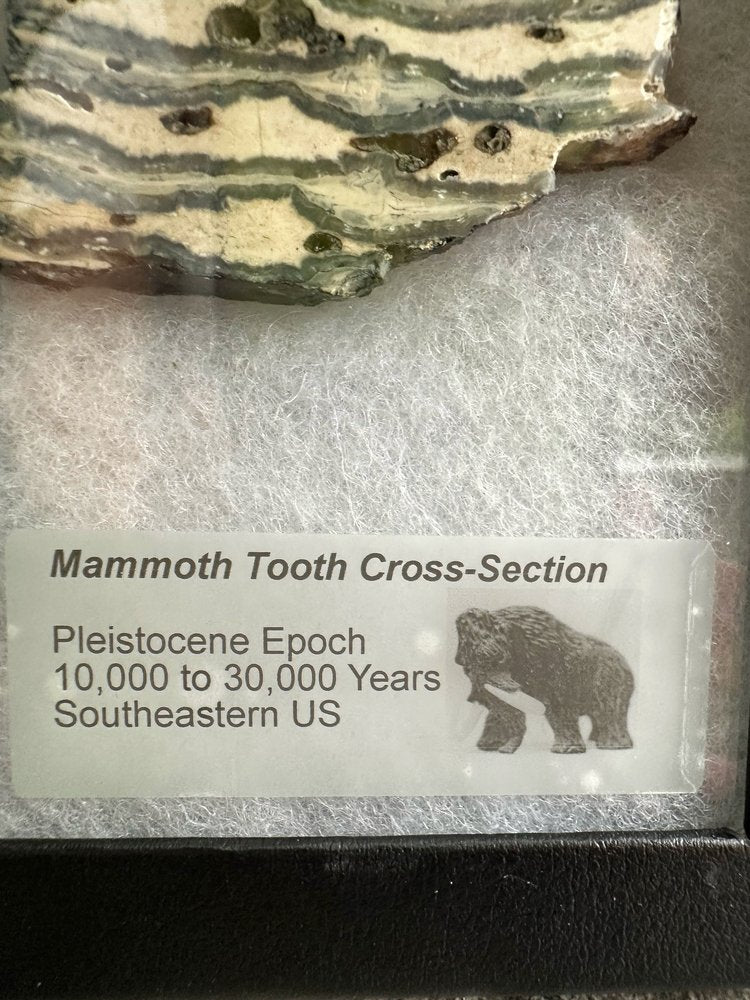 Mammoth Tooth Cross-Section
Pleistocene Epoch
10,000 to 30,000 Years
Southeastern US